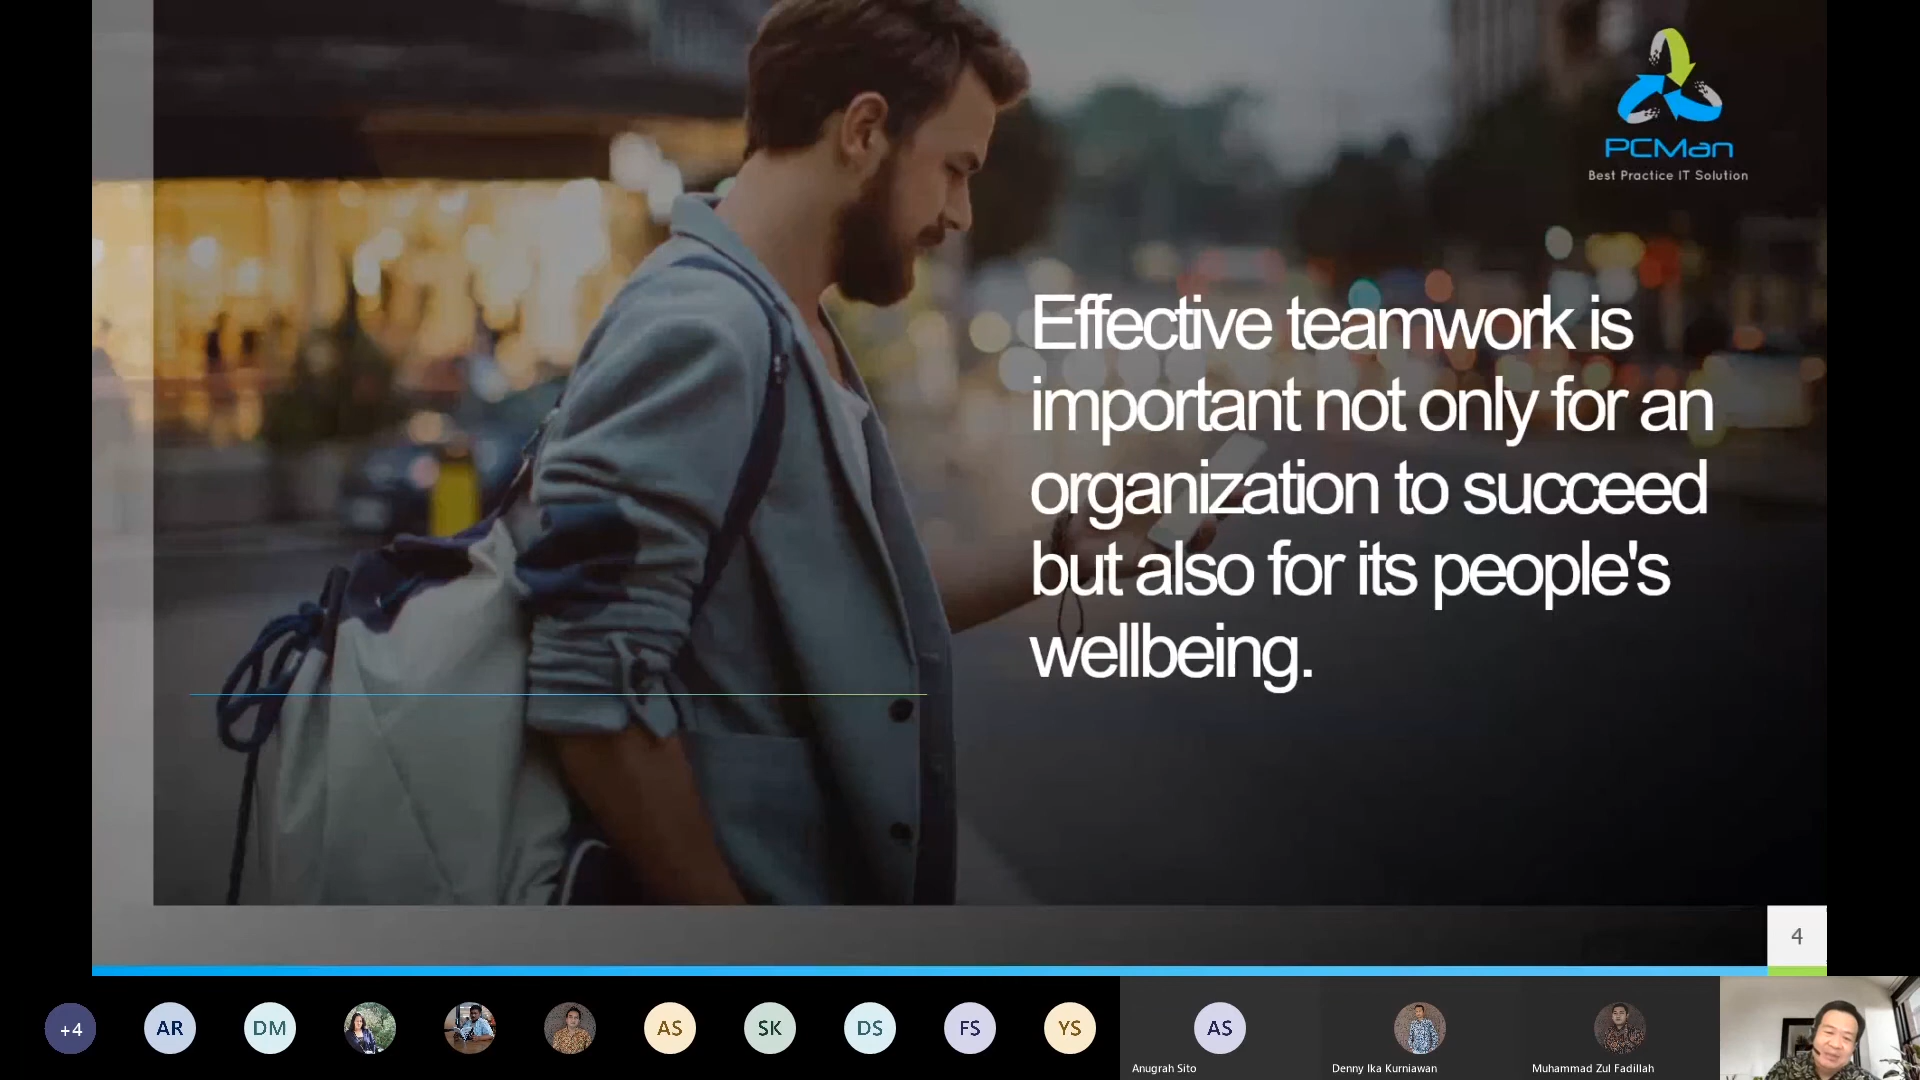 PCMan
Best Practice IT Solution
Effective teamwork is
important not only for an
organization to succeed
but also for its people's
wellbeing.
4
+4
AR
DM
AS
SK
DS
FS
YS
AS
Anugrah Sito
Denny Ika Kurniawan
Muhammad Zul Fadillah